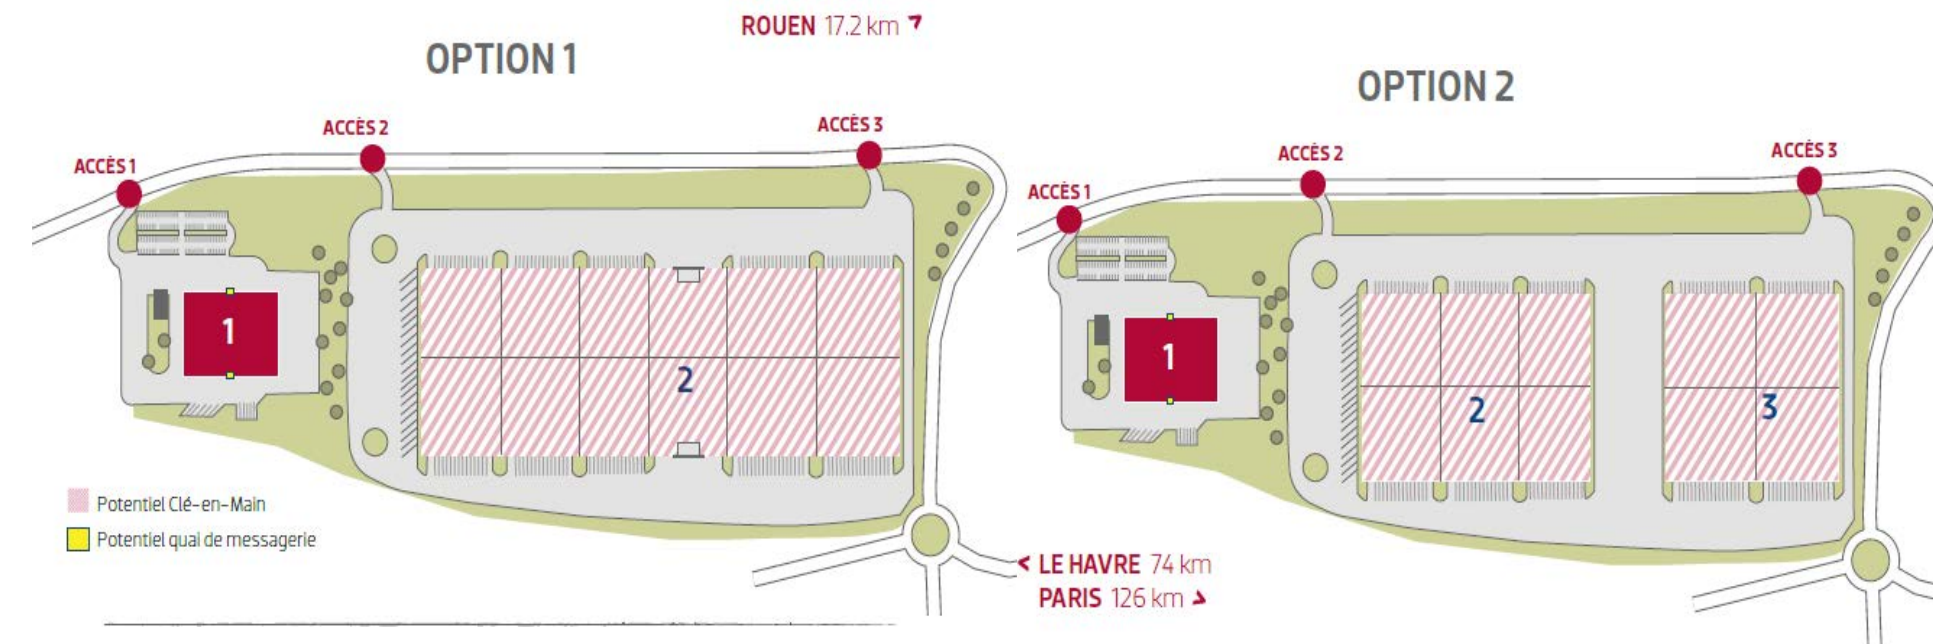 ROUEN 17.2 km
OPTION 1
ACCÈS 1
ACCÈS 2
ACCÈS 3
1
2
Potentiel Clé-en-Main
Potentiel quai de messagerie
OPTION 2
ACCÈS 1
ACCÈS 2
ACCÈS 3
1
2
3
< LE HAVRE 74 km
PARIS 126 km